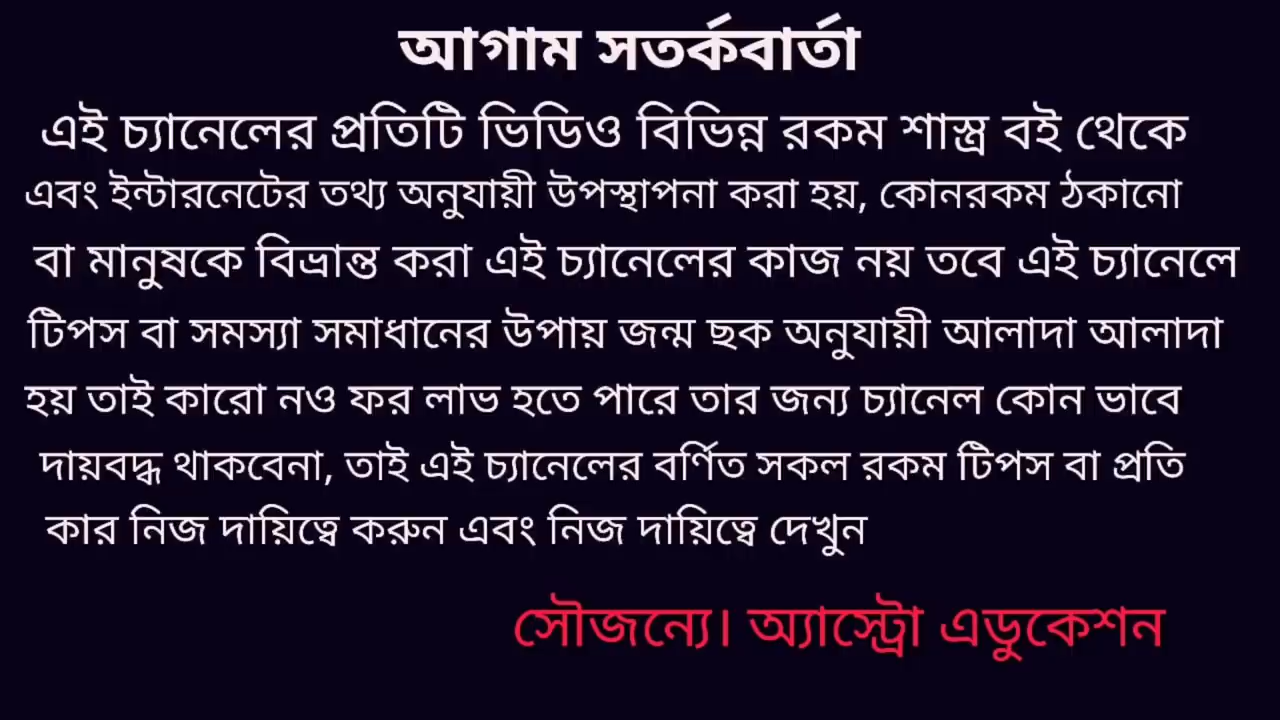 আগাম সতর্কবার্তা
এই চ্যানেলের প্রতিটি ভিডিও বিভিন্ন রকম শাস্ত্র বই থেকে
এবং ইন্টারনেটের তথ্য অনুযায়ী উপস্থাপনা করা হয়, কোনরকম ঠকানো
বা মানুষকে বিভ্রান্ত করা এই চ্যানেলের কাজ নয় তবে এই চ্যানেলে
টিপস বা সমস্যা সমাধানের উপায় জন্ম ছক অনুযায়ী আলাদা আলাদা
হয় তাই কারো নও ফর লাভ হতে পারে তার জন্য চ্যানেল কোন ভাবে
দায়বদ্ধ থাকবেনা, তাই এই চ্যানেলের বর্ণিত সকল রকম টিপস বা প্রতি
কার নিজ দায়িত্বে করুন এবং নিজ দায়িত্বে দেখুন
সৌজন্যে। অ্যাস্ট্রো এডুকেশন